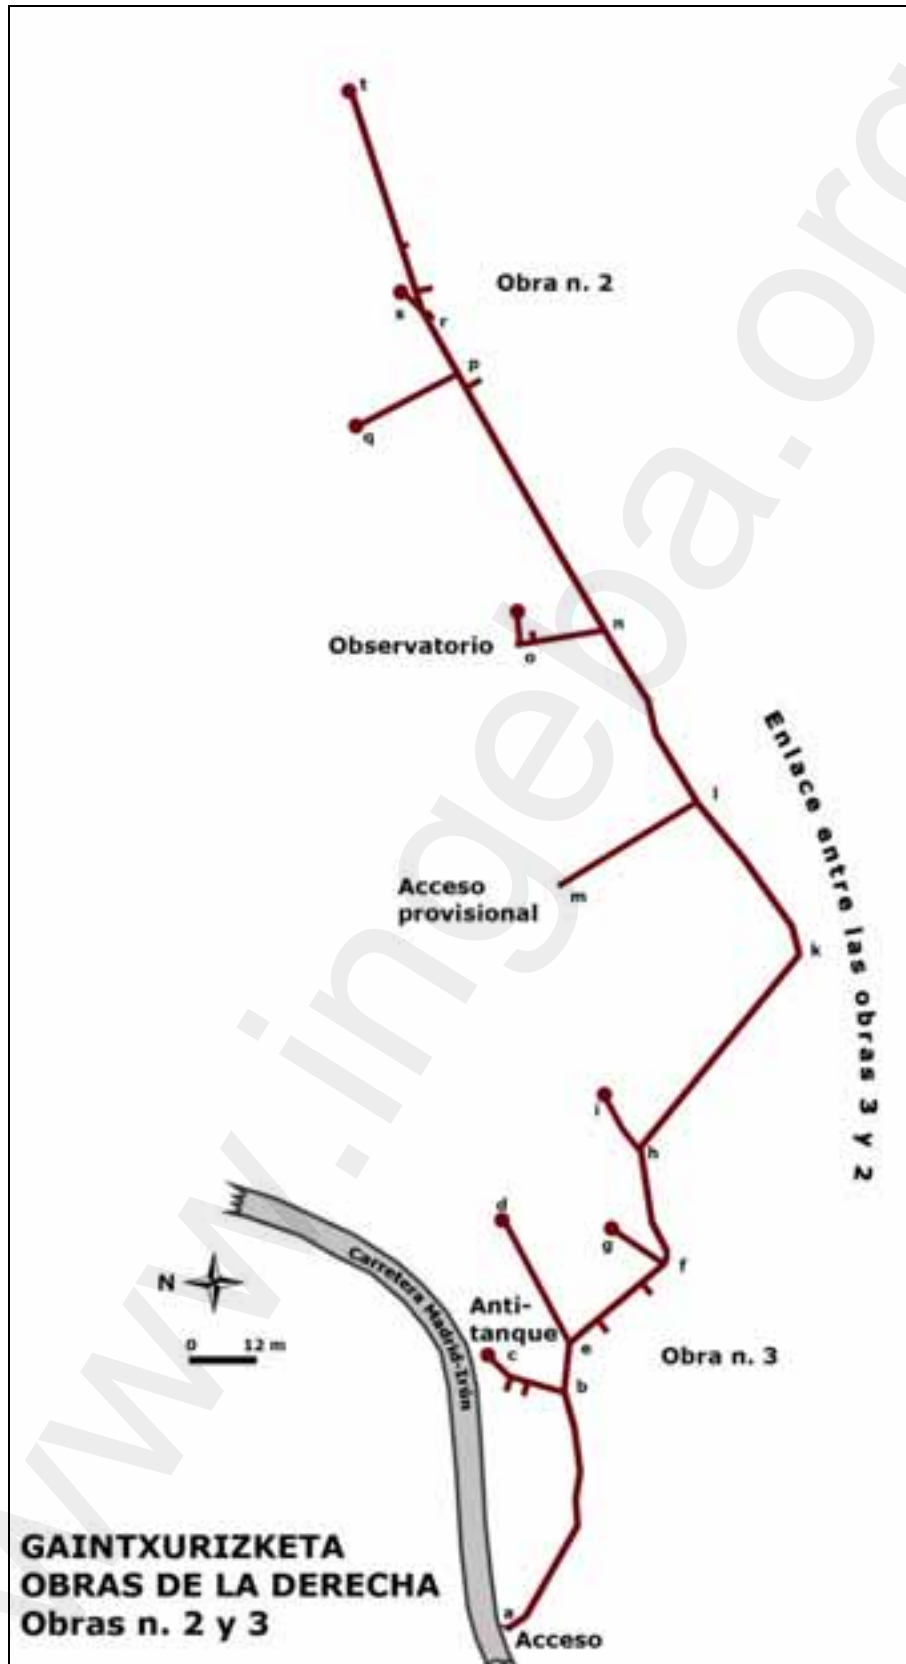 t
Obra n. 2
s
r
p
q
n
Observatorio
o
l
Enlace entre las obras 3 y 2
Acceso
provisional
m
k
i
h
d
g
f
Carretera Madrid-Irún
N
0 12 m
Anti-
tanque
c
e
Obra n. 3
b
GAINTXURIZKETA
OBRAS DE LA DERECHA
Obras n. 2 y 3
a
Acceso
www.ingeba.org